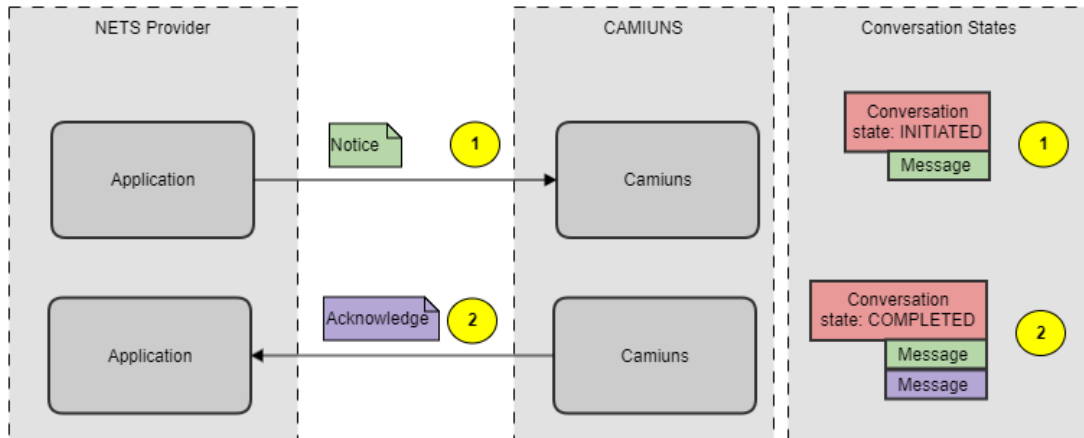 NETS Provider
CAMIUNS
Conversation States
Application
Notice
1
Camiuns
Conversation
state: INITIATED
Message
1
Application
Acknowledge
2
Camiuns
Conversation
state: COMPLETED
Message
Message
2